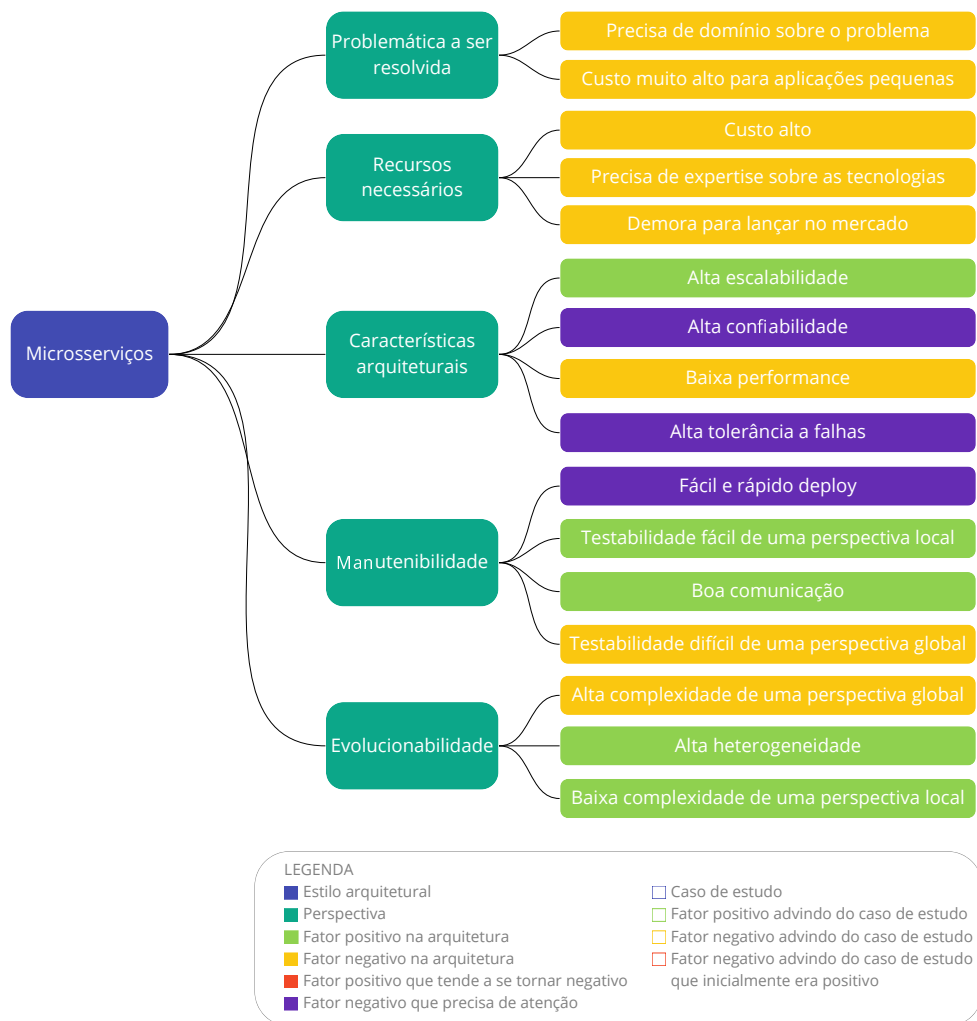 Problemática a ser
resolvida
Precisa de domínio sobre o problema
Custo muito alto para aplicações pequenas
Recursos
necessários
Custo alto
Precisa de expertise sobre as tecnologias
Demora para lançar no mercado
Microsserviços
Características
arquiteturais
Alta escalabilidade
Alta confiabilidade
Baixa performance
Alta tolerância a falhas
Manutenibilidade
Fácil e rápido deploy
Testabilidade fácil de uma perspectiva local
Boa comunicação
Testabilidade difícil de uma perspectiva global
Evolucionabilidade
Alta complexidade de uma perspectiva global
Alta heterogeneidade
Baixa complexidade de uma perspectiva local
LEGENDA
Estilo arquitetural
Perspectiva
Fator positivo na arquitetura
Fator negativo na arquitetura
Fator positivo que tende a se tornar negativo
Fator negativo que precisa de atenção
Caso de estudo
Fator positivo advindo do caso de estudo
Fator negativo advindo do caso de estudo
Fator negativo advindo do caso de estudo
que inicialmente era positivo